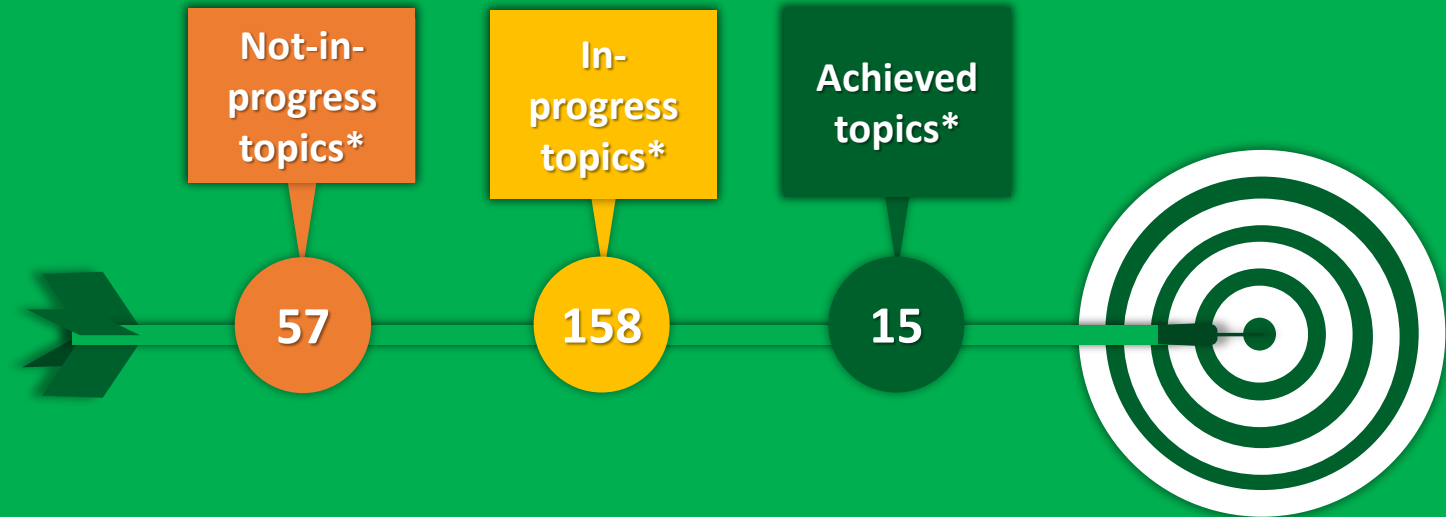 Not-in-
progress
topics*
In-
progress
topics*
Achieved
topics*
57
158
15